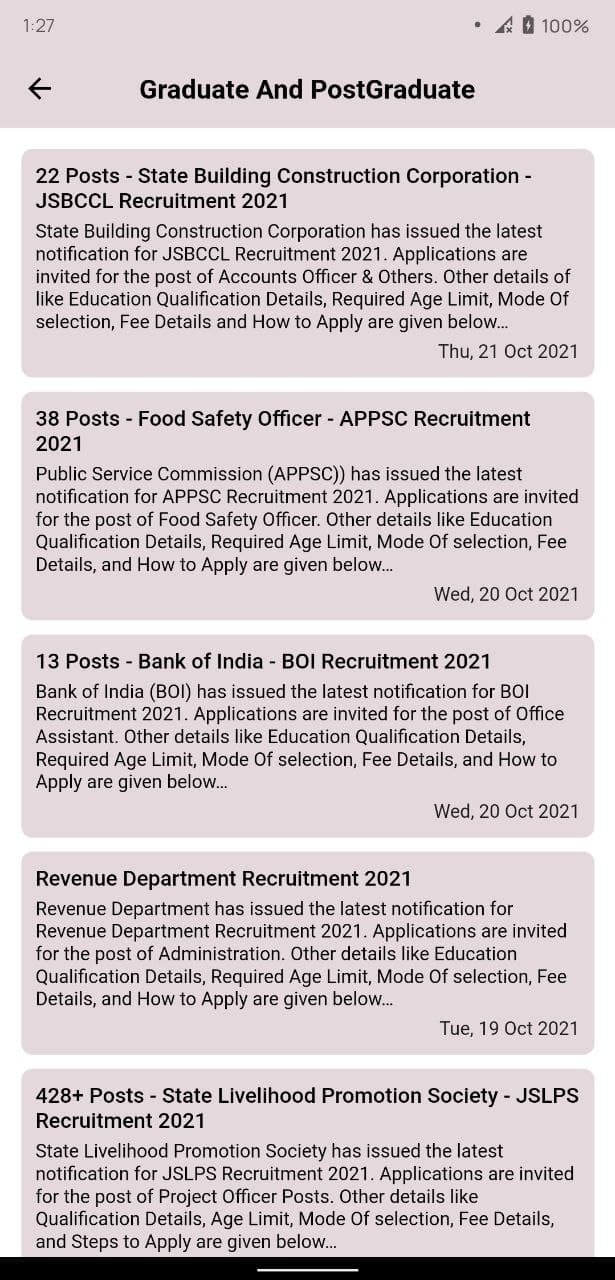 1:27
100%
Graduate And PostGraduate
22 Posts - State Building Construction Corporation -
JSBCCL Recruitment 2021
State Building Construction Corporation has issued the latest
notification for JSBCCL Recruitment 2021. Applications are
invited for the post of Accounts Officer & Others. Other details of
like Education Qualification Details, Required Age Limit, Mode Of
selection, Fee Details and How to Apply are given below...
Thu, 21 Oct 2021
38 Posts - Food Safety Officer - APPSC Recruitment
2021
Public Service Commission (APPSC)) has issued the latest
notification for APPSC Recruitment 2021. Applications are invited
for the post of Food Safety Officer. Other details like Education
Qualification Details, Required Age Limit, Mode Of selection, Fee
Details, and How to Apply are given below...
Wed, 20 Oct 2021
13 Posts - Bank of India - BOI Recruitment 2021
Bank of India (BOI) has issued the latest notification for BOI
Recruitment 2021. Applications are invited for the post of Office
Assistant. Other details like Education Qualification Details,
Required Age Limit, Mode Of selection, Fee Details, and How to
Apply are given below...
Wed, 20 Oct 2021
Revenue Department Recruitment 2021
Revenue Department has issued the latest notification for
Revenue Department Recruitment 2021. Applications are invited
for the post of Administration. Other details like Education
Qualification Details, Required Age Limit, Mode Of selection, Fee
Details, and How to Apply are given below...
Tue, 19 Oct 2021
428+ Posts - State Livelihood Promotion Society - JSLPS
Recruitment 2021
State Livelihood Promotion Society has issued the latest
notification for JSLPS Recruitment 2021. Applications are invited
for the post of Project Officer Posts. Other details like
Qualification Details, Age Limit, Mode Of selection, Fee Details,
and Steps to Apply are given below...